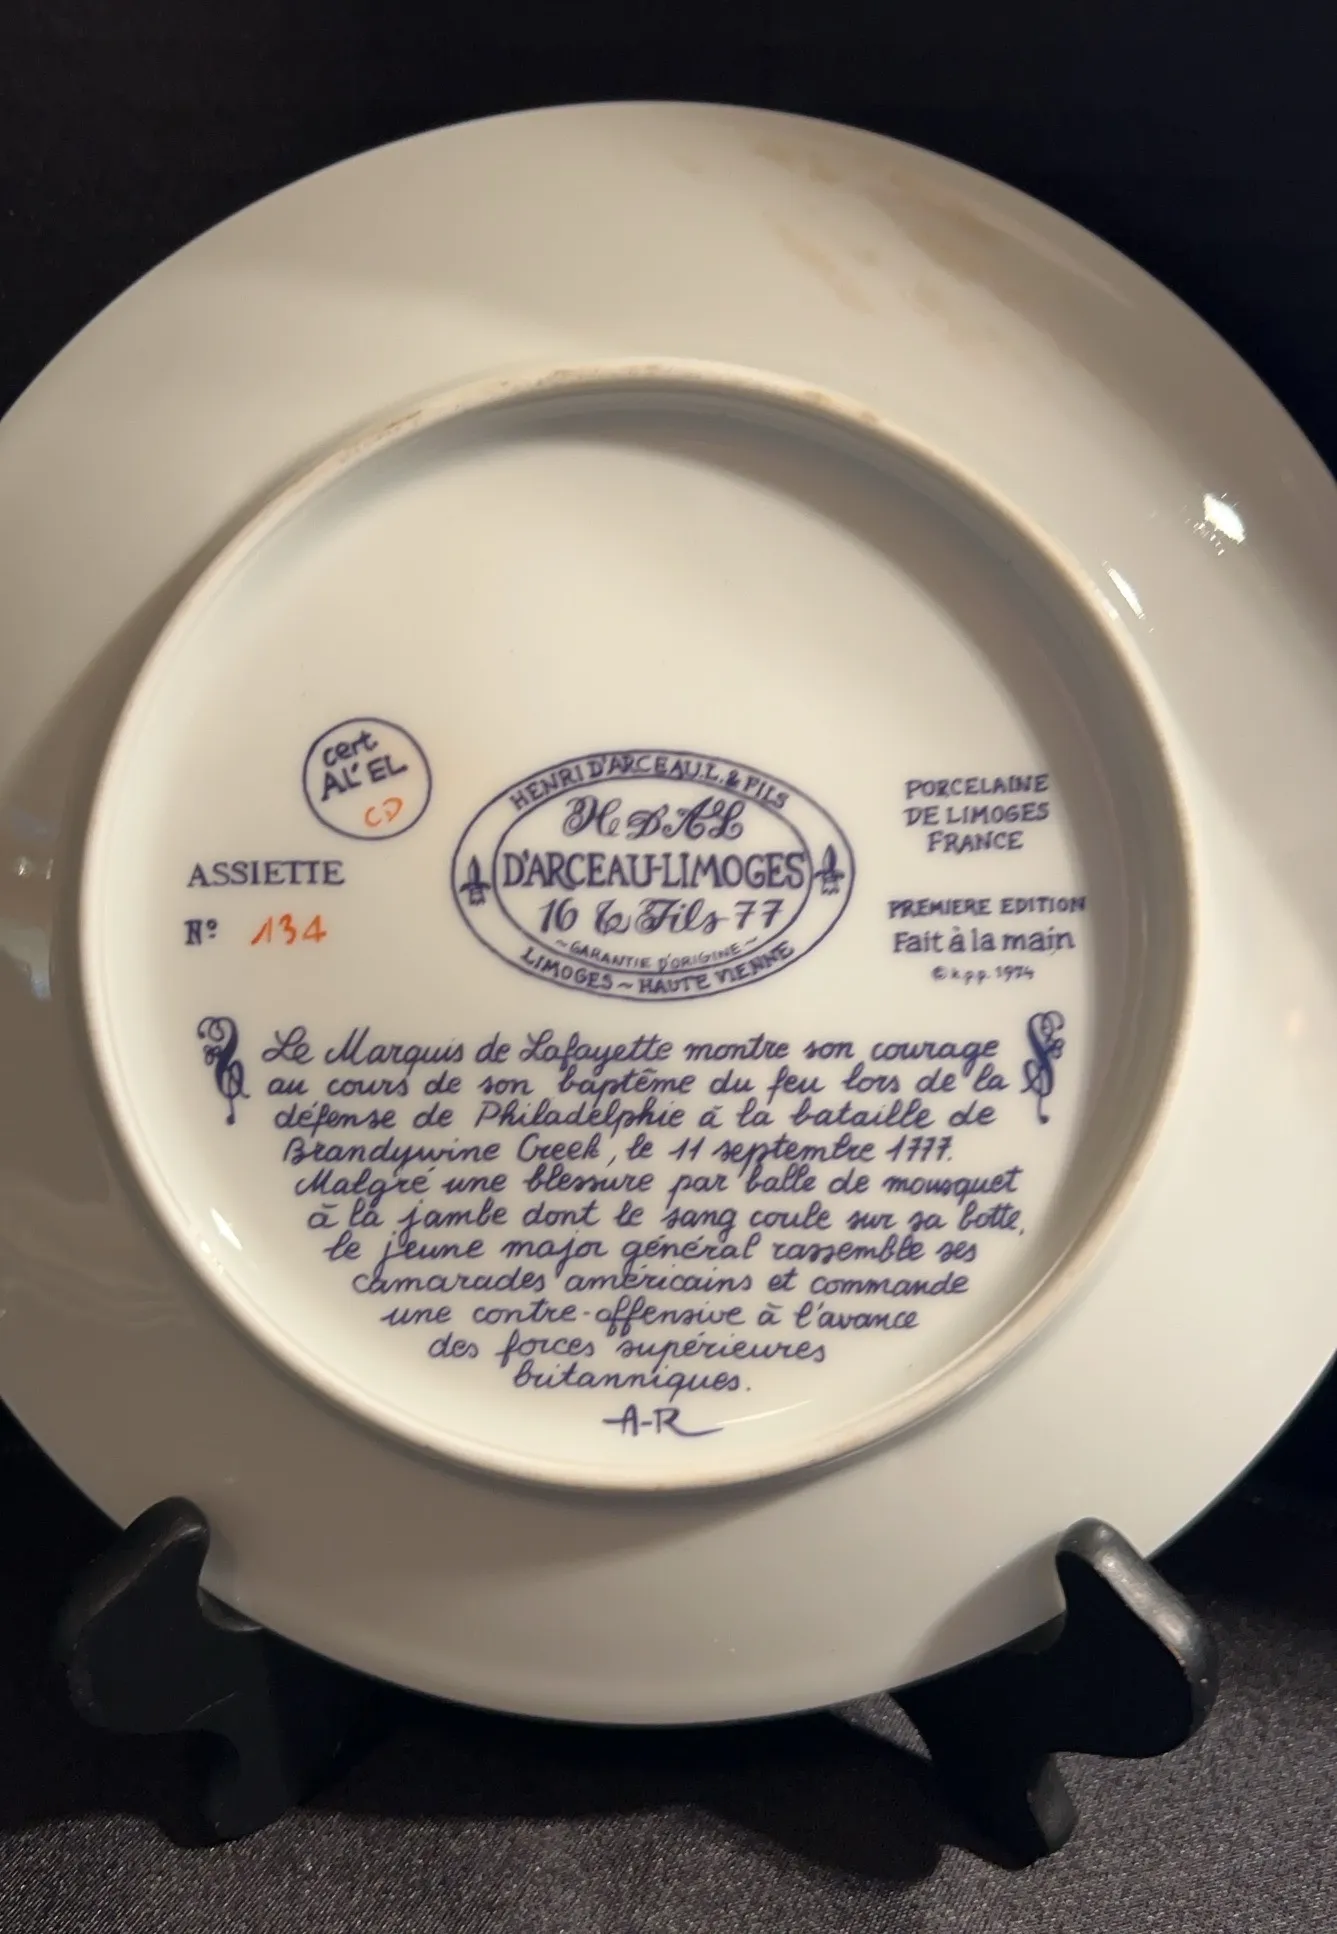 cert
AL' EL
CD
ASSIETTE
Nº 134
HENRI D'ARCEAU.L. & FILS
H D'A&L
D'ARCEAU-LIMOGES
16 & Fils 77
~GARANTIE D'ORIGINE~
LIMOGES ~ HAUTE VIENNE
PORCELAINE
DE LIMOGES
FRANCE
PREMIERE EDITION
Fait à la main
© k.p.p. 1974
Le Marquis de Lafayette montre son courage
au cours de son baptême du feu lors de la
défense de Philadelphie à la bataille de
Brandywine Creek, le 11 septembre 1777.
Malgré une blessure par balle de mousquet
à la jambe dont le sang coule sur sa botte,
le jeune major général rassemble ses
camarades américains et commande
une contre-offensive à l'avance
des forces supérieures
britanniques.
A-R